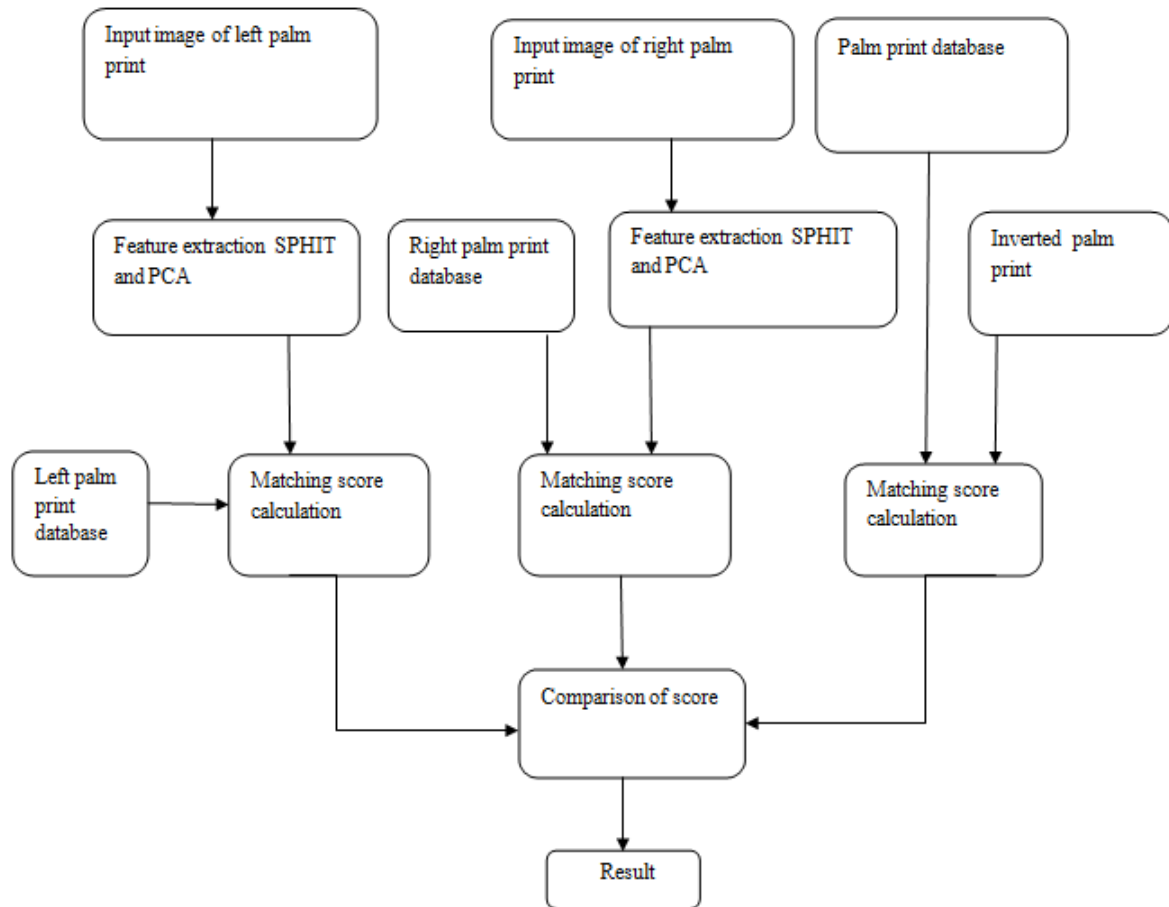 Input image of left palm
print
Input image of right palm
print
Palm print database
Feature extraction SPHIT
and PCA
Right palm print
database
Feature extraction SPHIT
and PCA
Inverted palm
print
Left palm
print
database
Matching score
calculation
Matching score
calculation
Matching score
calculation
Comparison of score
Result